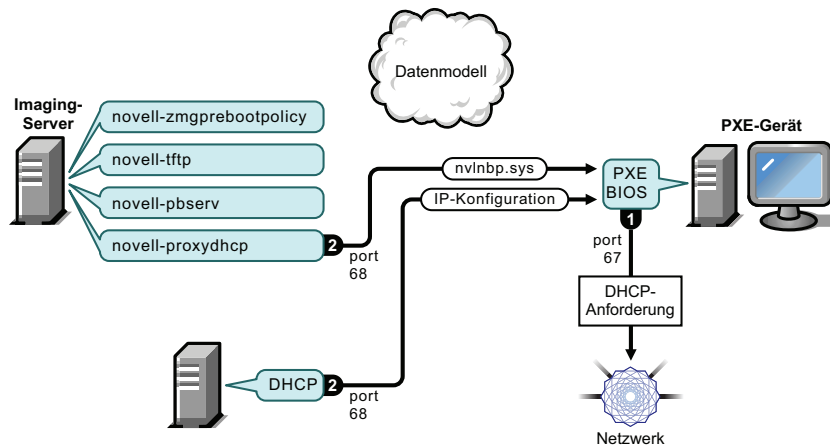 Datenmodell
Imaging-
Server
novell-zmgprebootpolicy
novell-tftp
novell-pbserv
novell-proxydhcp
2
port
68
nvlnbp.sys
IP-Konfiguration
PXE
BIOS
1
port
67
PXE-Gerät
DHCP-
Anforderung
Netzwerk
DHCP
2
port
68